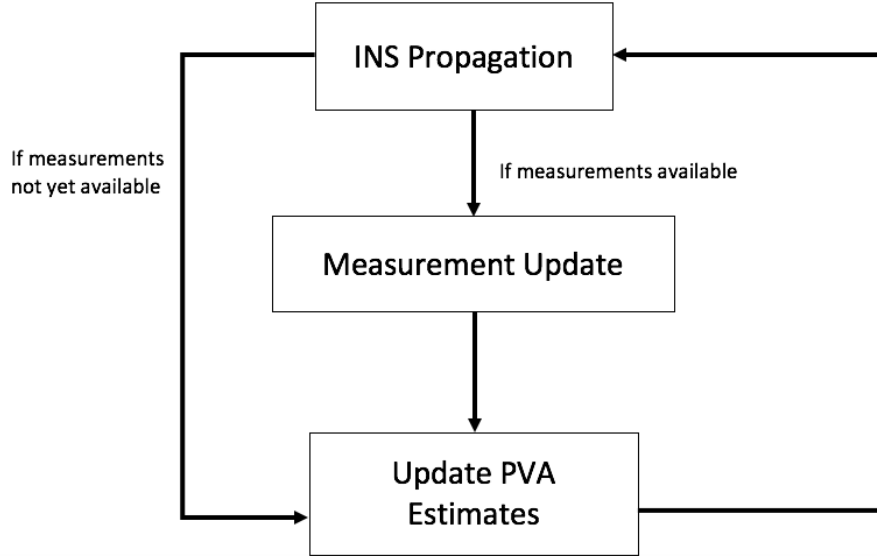 INS Propagation
If measurements
not yet available
If measurements available
Measurement Update
Update PVA
Estimates